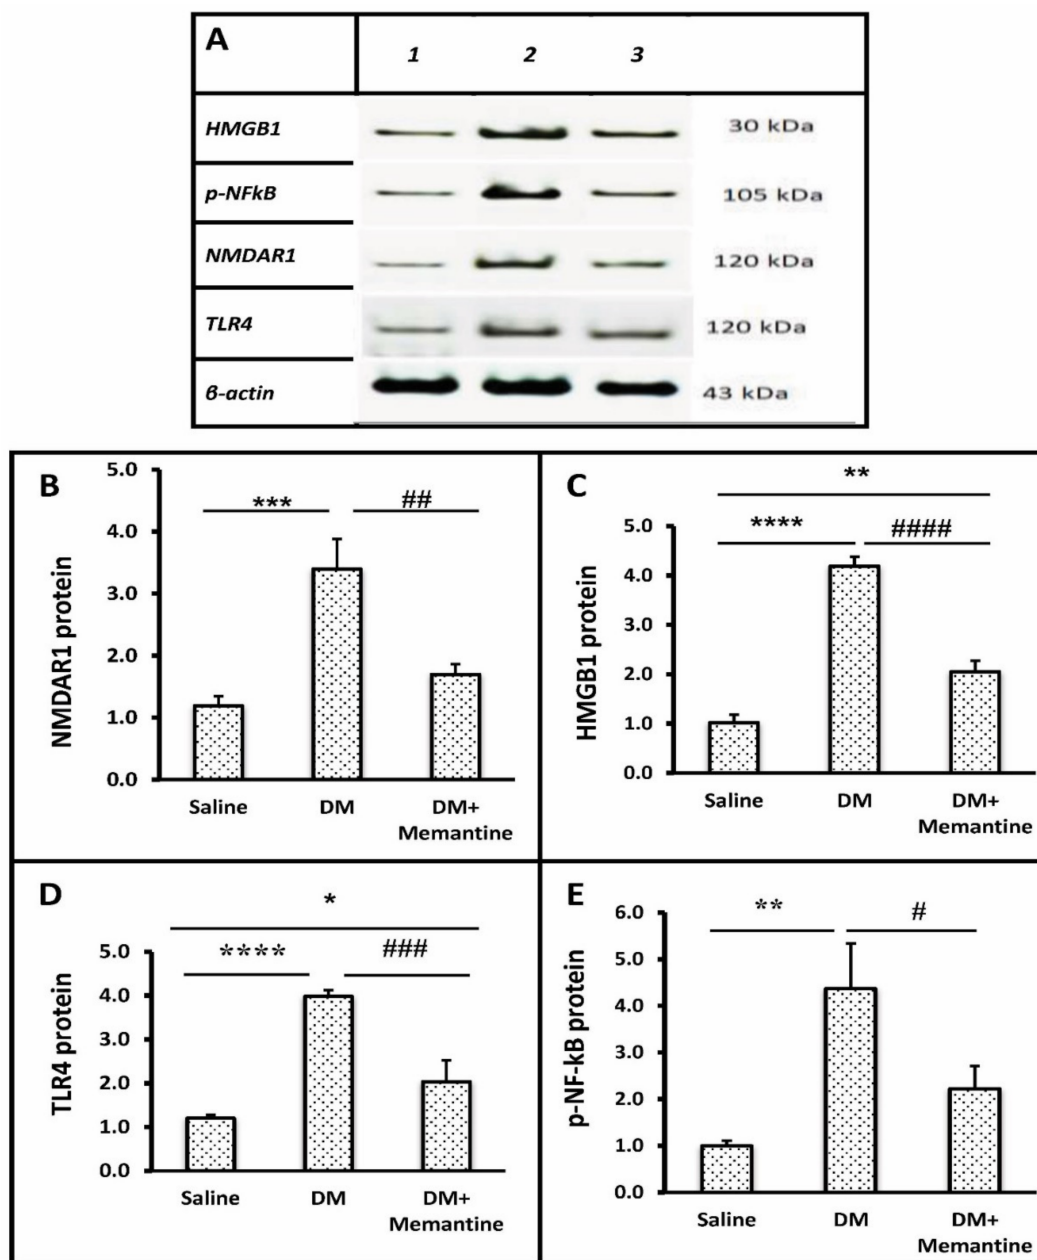 A 1 2 3
HMGB1 30 kDa
p-NFkB 105 kDa
NMDAR1 120 kDa
TLR4 120 kDa
β-actin 43 kDa
B
NMDAR1 protein
5.0
4.0
3.0
2.0
1.0
0.0
*** ##
Saline DM DM+
Memantine
C
HMGB1 protein
**
**** ####
5.0
4.0
3.0
2.0
1.0
0.0
Saline DM DM+
Memantine
D
TLR4 protein
*
**** ###
5.0
4.0
3.0
2.0
1.0
0.0
Saline DM DM+
Memantine
E
p-NF-kB protein
** #
6.0
5.0
4.0
3.0
2.0
1.0
0.0
Saline DM DM+
Memantine